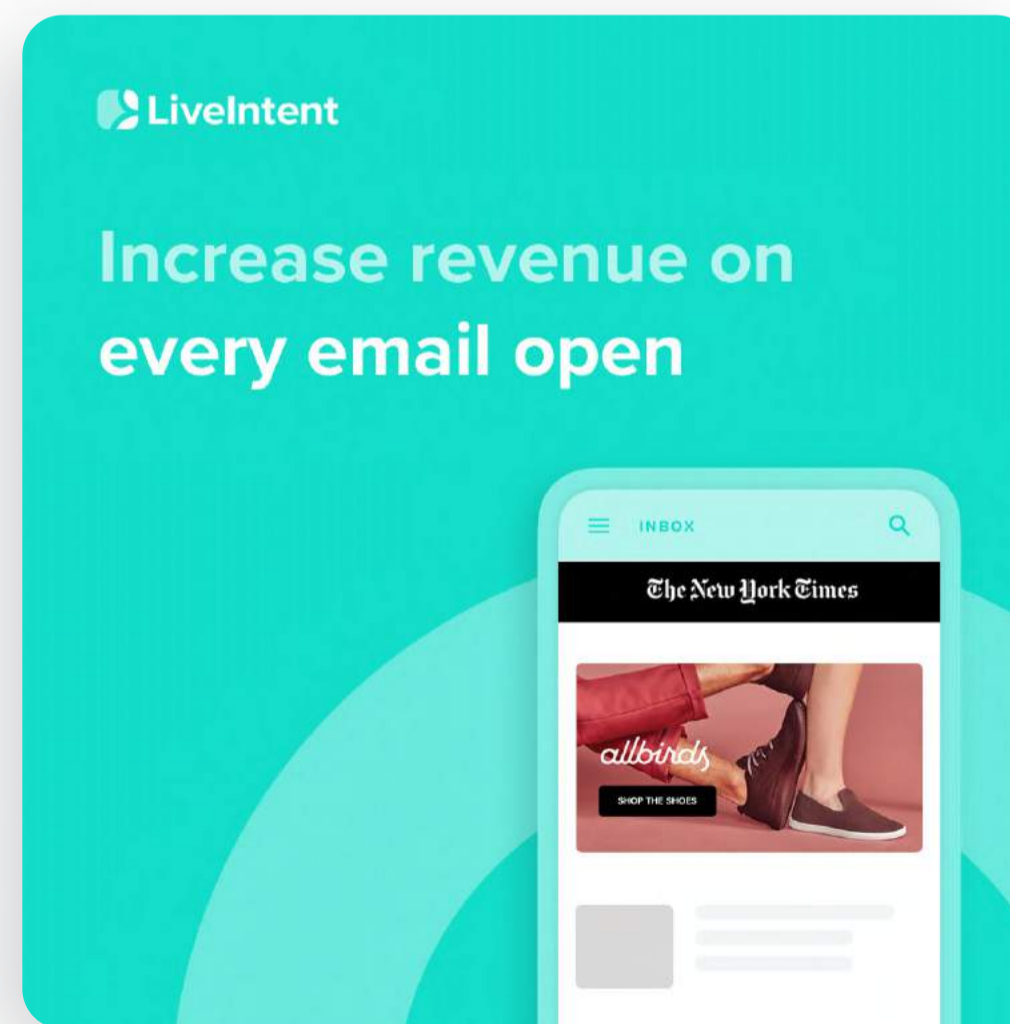 LiveIntent
Increase revenue on
every email open
INBOX
The New York Times
allbirds
SHOP THE SHOES